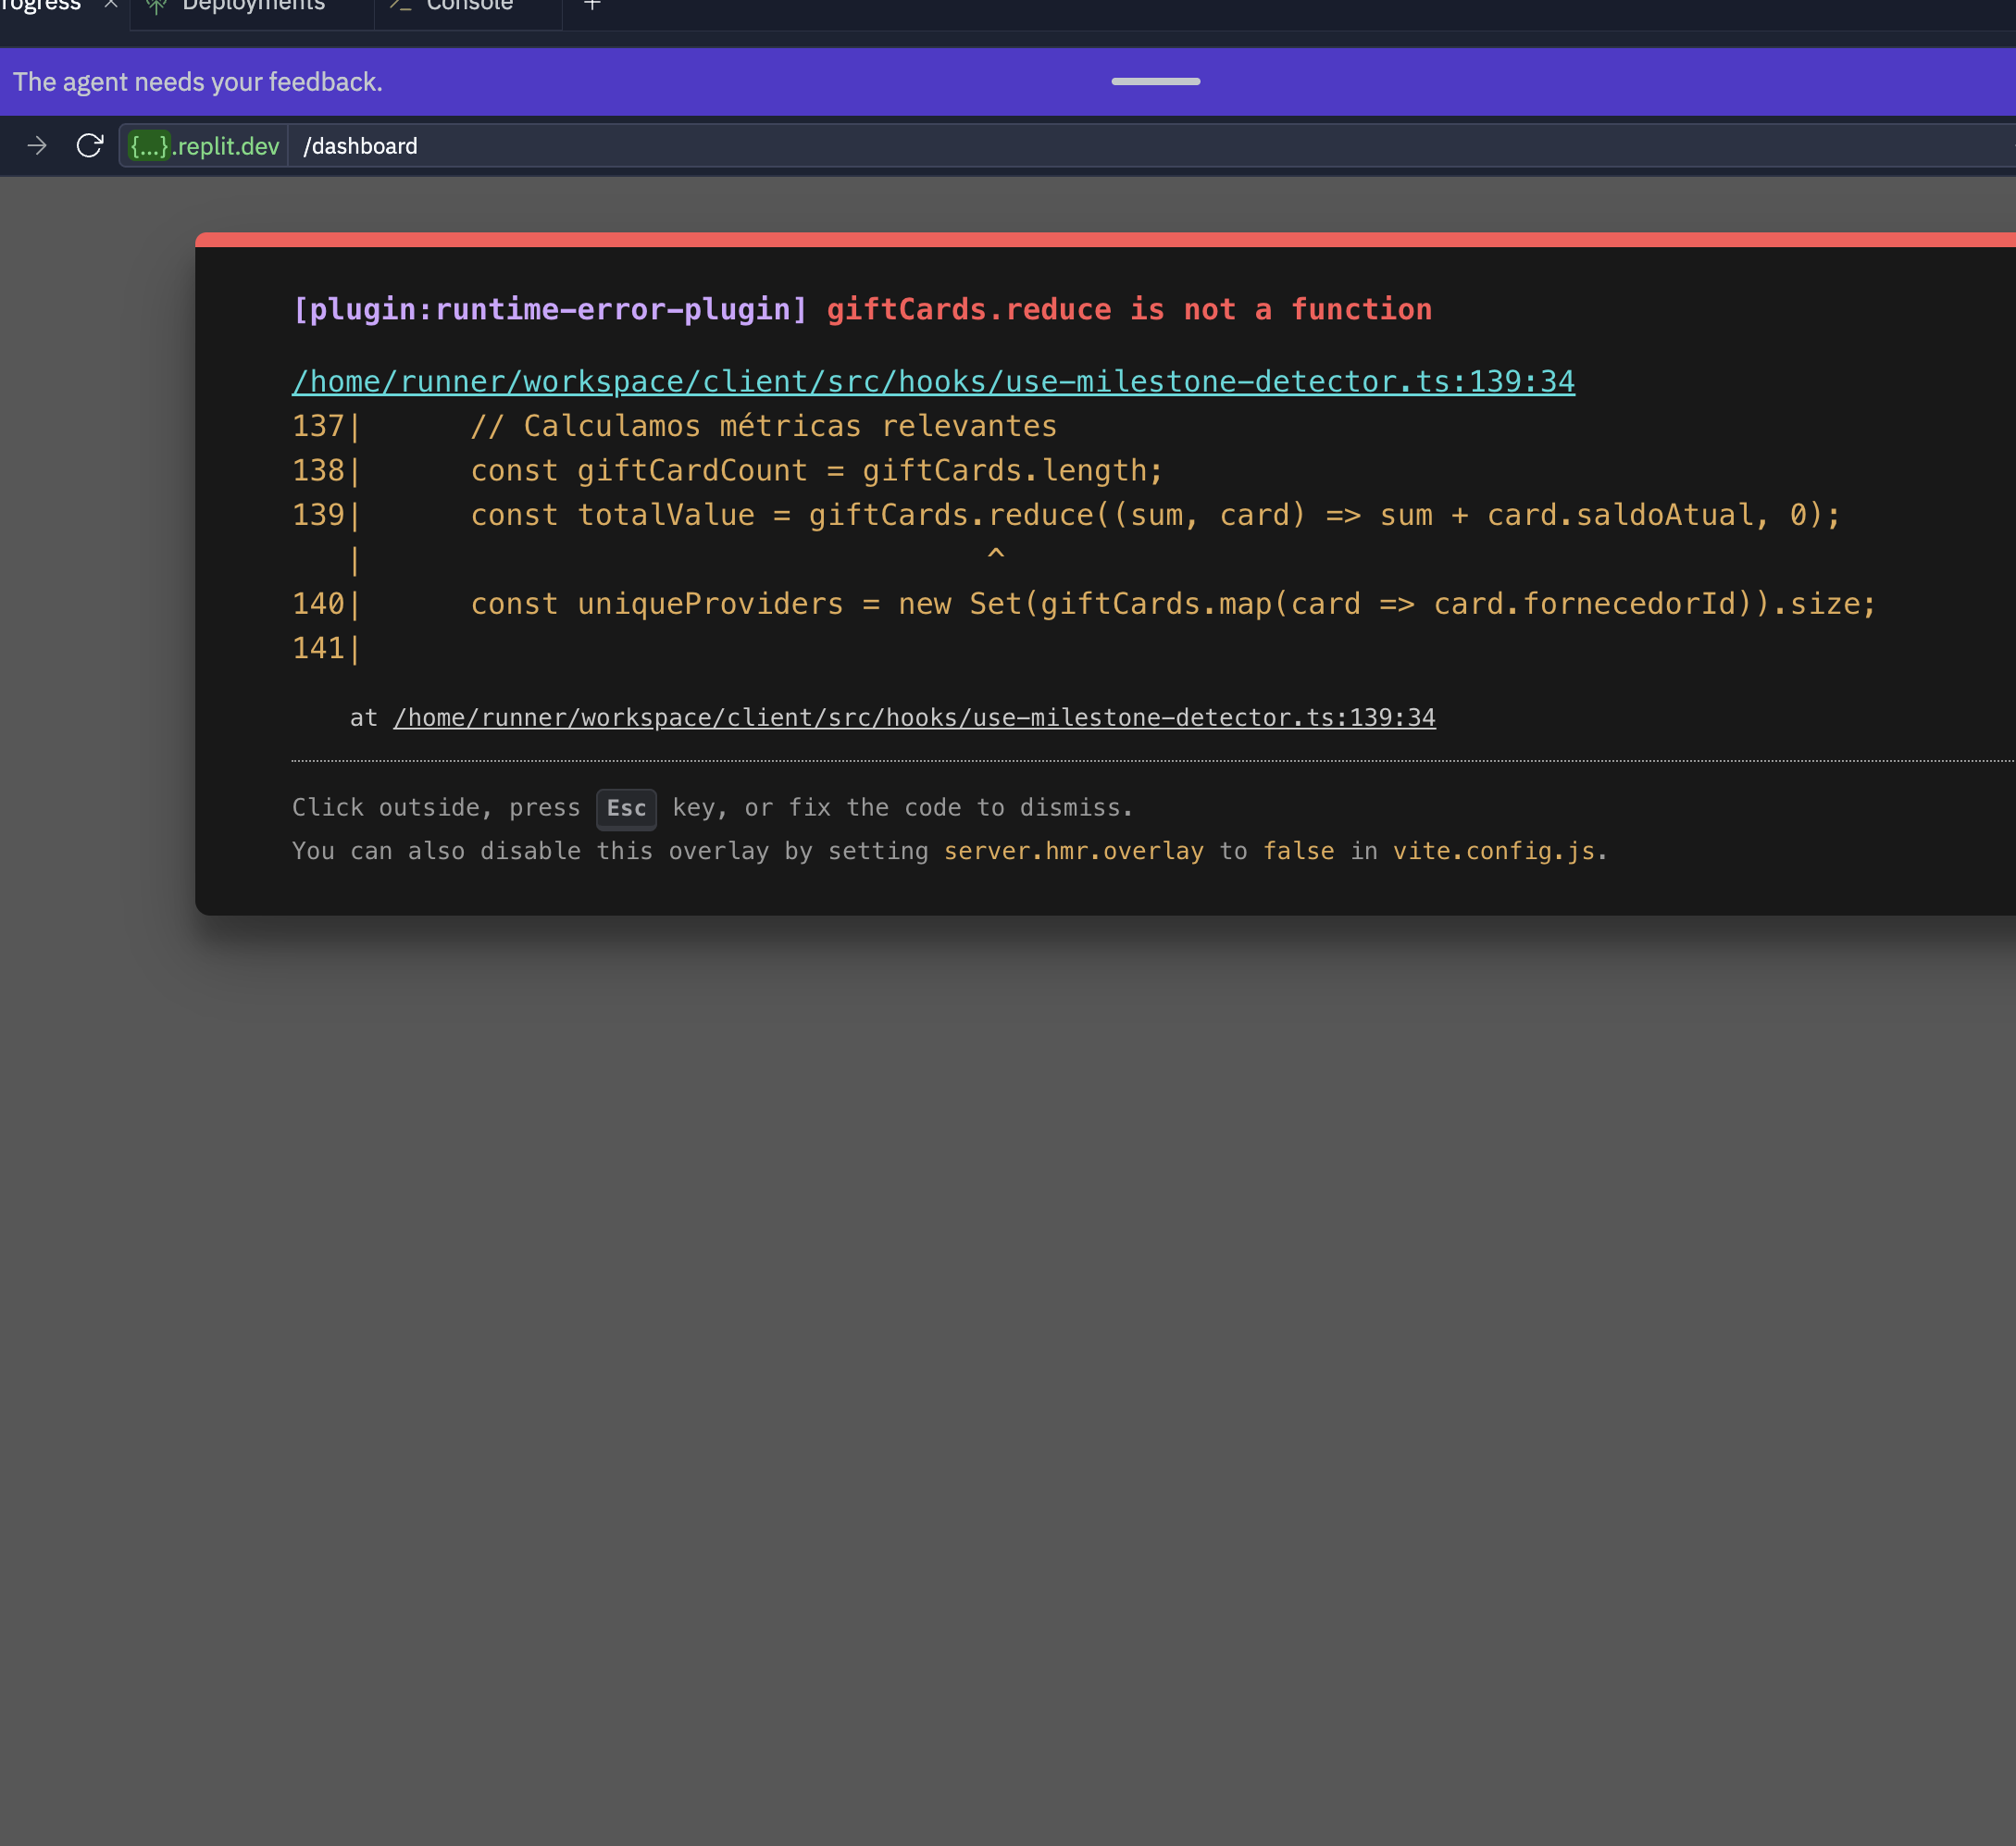 Deployments
Console
The agent needs your feedback.
{...}.replit.dev /dashboard
[plugin:runtime-error-plugin] giftCards.reduce is not a function
/home/runner/workspace/client/src/hooks/use-milestone-detector.ts:139:34
137|      // Calculamos métricas relevantes
138|      const giftCardCount = giftCards.length;
139|      const totalValue = giftCards.reduce((sum, card) => sum + card.saldoAtual, 0);
   |                                   ^
140|      const uniqueProviders = new Set(giftCards.map(card => card.fornecedorId)).size;
141|
at /home/runner/workspace/client/src/hooks/use-milestone-detector.ts:139:34
Click outside, press Esc key, or fix the code to dismiss.
You can also disable this overlay by setting server.hmr.overlay to false in vite.config.js.